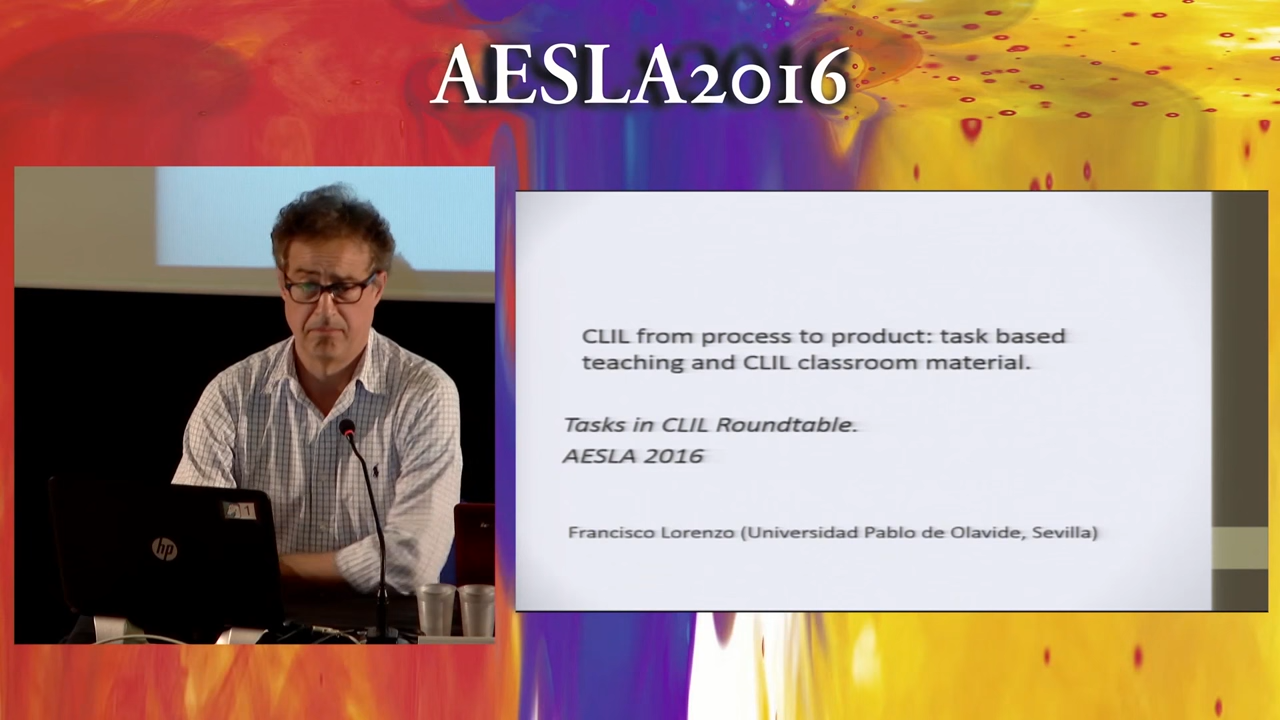 AESLA2016
CLIL from process to product: task based
teaching and CLIL classroom material.
Tasks in CLIL Roundtable.
AESLA 2016
Francisco Lorenzo (Universidad Pablo de Olavide, Sevilla)
hp
1